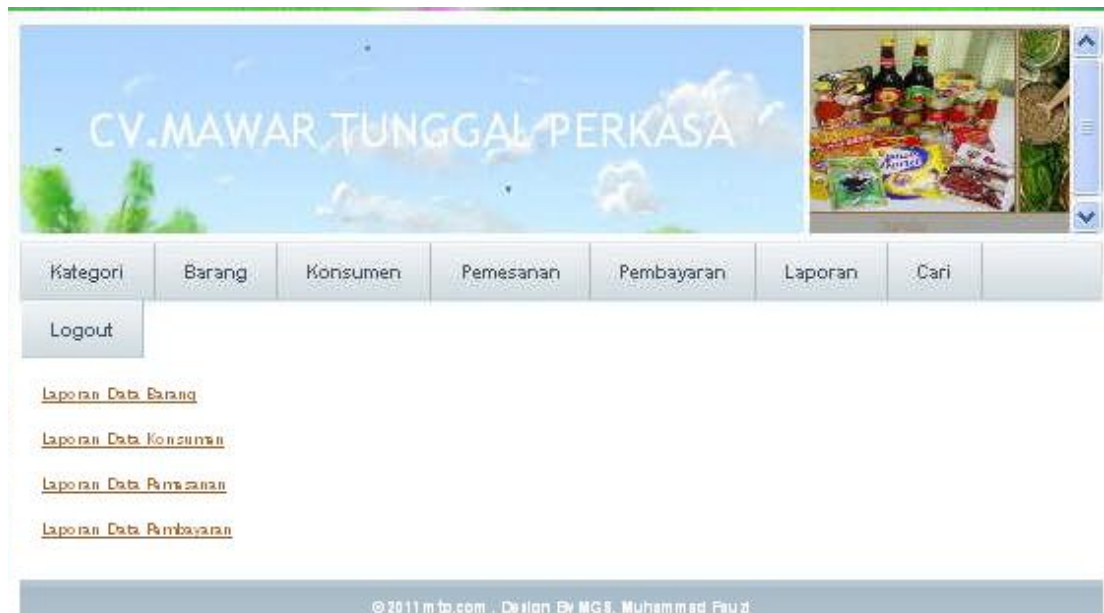 CV.MAWAR TUNGGAL PERKASA
Kategori Barang Konsumen Pemesanan Pembayaran Laporan Cari
Logout
Laporan Data Barang
Laporan Data Konsumen
Laporan Data Pemesanan
Laporan Data Pembayaran
©2011 mtp.com . Design By MGS. Muhammad Fauzi